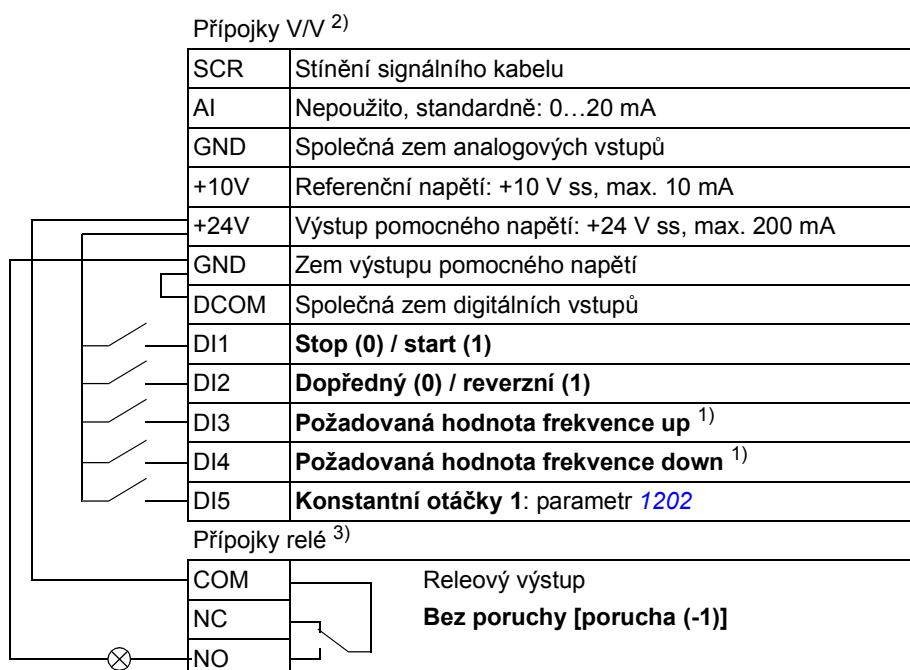 Přípojky V/V 2)
SCR Stínění signálního kabelu
AI Nepoužito, standardně: 0…20 mA
GND Společná zem analogových vstupů
+10V Referenční napětí: +10 V ss, max. 10 mA
+24V Výstup pomocného napětí: +24 V ss, max. 200 mA
GND Zem výstupu pomocného napětí
DCOM Společná zem digitálních vstupů
DI1 Stop (0) / start (1)
DI2 Dopředný (0) / reverzní (1)
DI3 Požadovaná hodnota frekvence up 1)
DI4 Požadovaná hodnota frekvence down 1)
DI5 Konstantní otáčky 1: parametr 1202
Přípojky relé 3)
COM Releový výstup
NC Bez poruchy [porucha (-1)]
NO